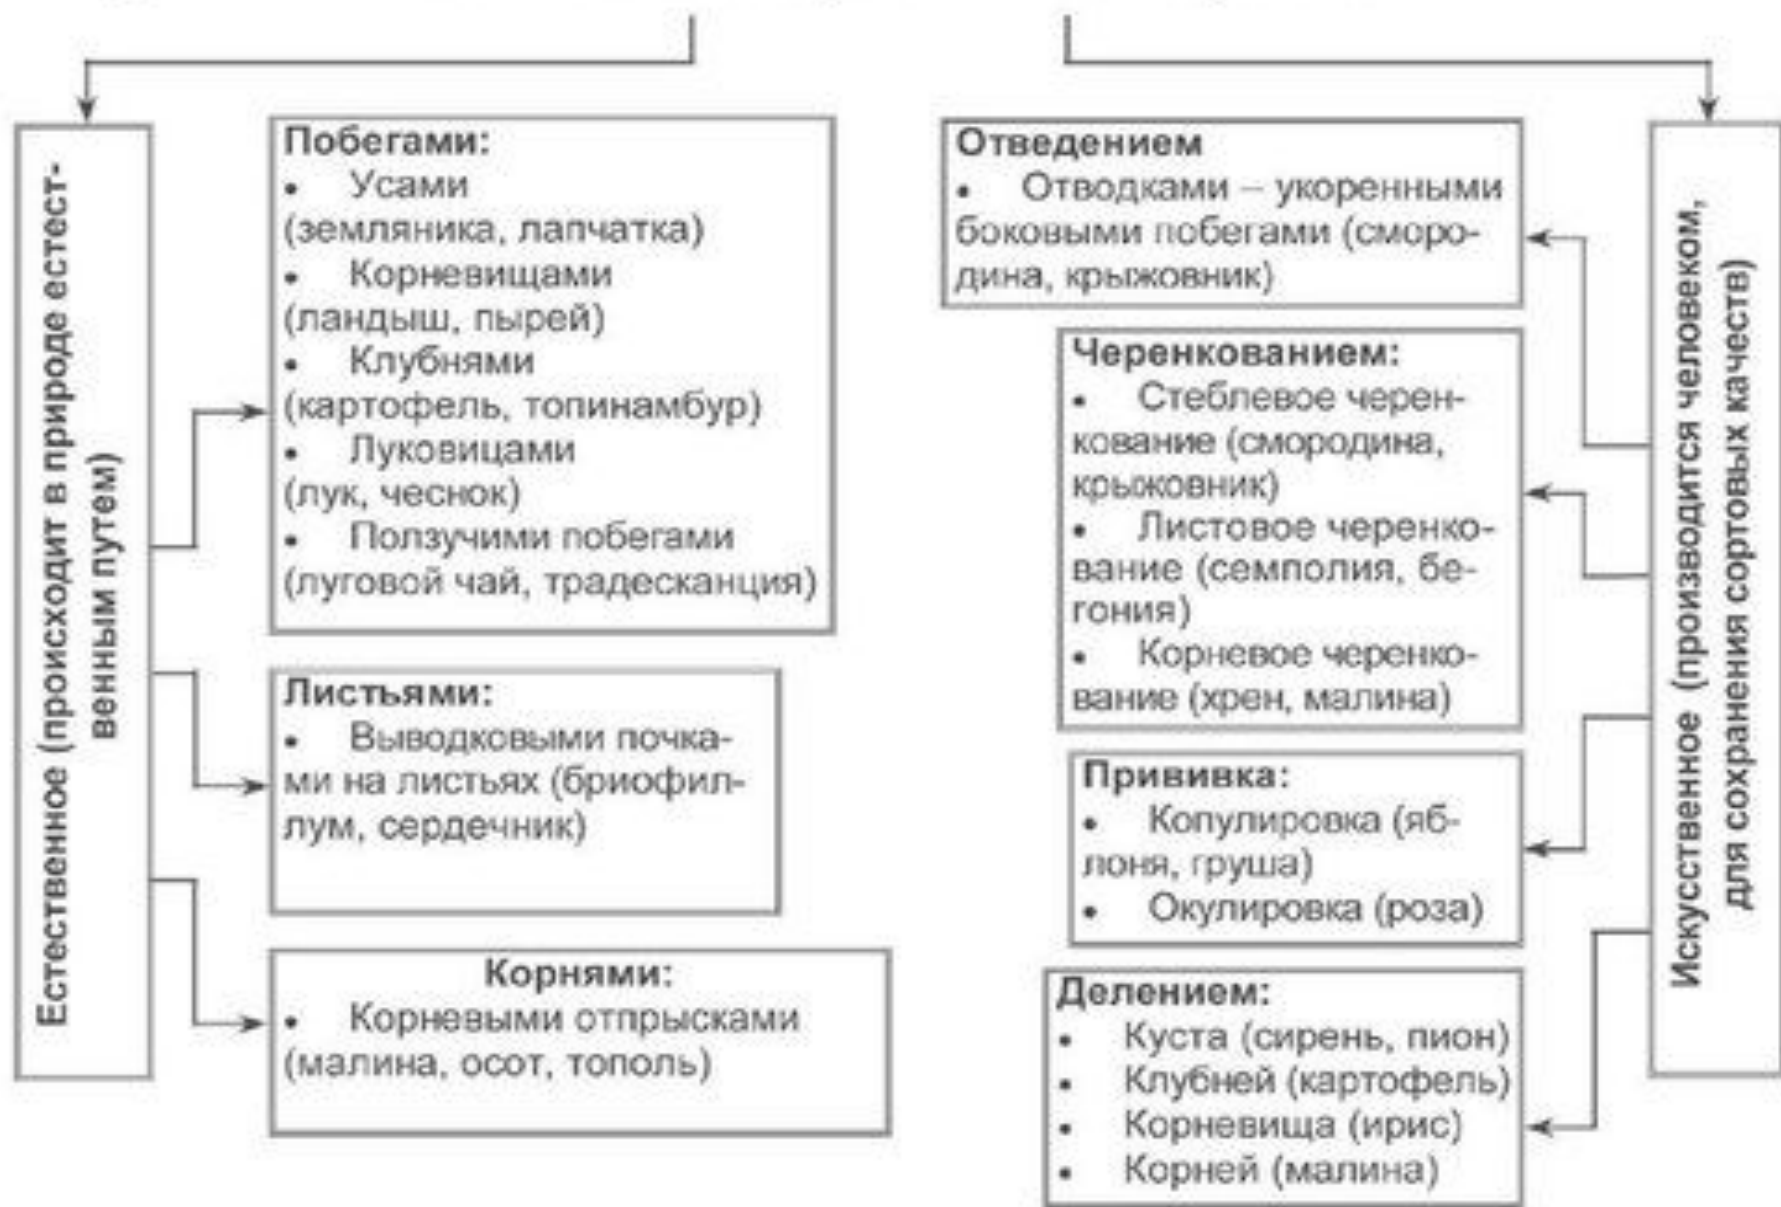 Естественное (происходит в природе естест-
венным путем)
Побегами:
• Усами
(земляника, лапчатка)
• Корневищами
(ландыш, пырей)
• Клубнями
(картофель, топинамбур)
• Луковицами
(лук, чеснок)
• Ползучими побегами
(луговой чай, традесканция)
Листьями:
• Выводковыми почка-
ми на листьях (бриофил-
лум, сердечник)
Корнями:
• Корневыми отпрысками
(малина, осот, тополь)
Отведением
• Отводками – укоренными
боковыми побегами (сморо-
дина, крыжовник)
Черенкованием:
• Стеблевое черен-
кование (смородина,
крыжовник)
• Листовое черенко-
вание (семполия, бе-
гония)
• Корневое черенко-
вание (хрен, малина)
Прививка:
• Копулировка (яб-
лоня, груша)
• Окулировка (роза)
Делением:
• Куста (сирень, пион)
• Клубней (картофель)
• Корневища (ирис)
• Корней (малина)
Искусственное (производится человеком,
для сохранения сортовых качеств)